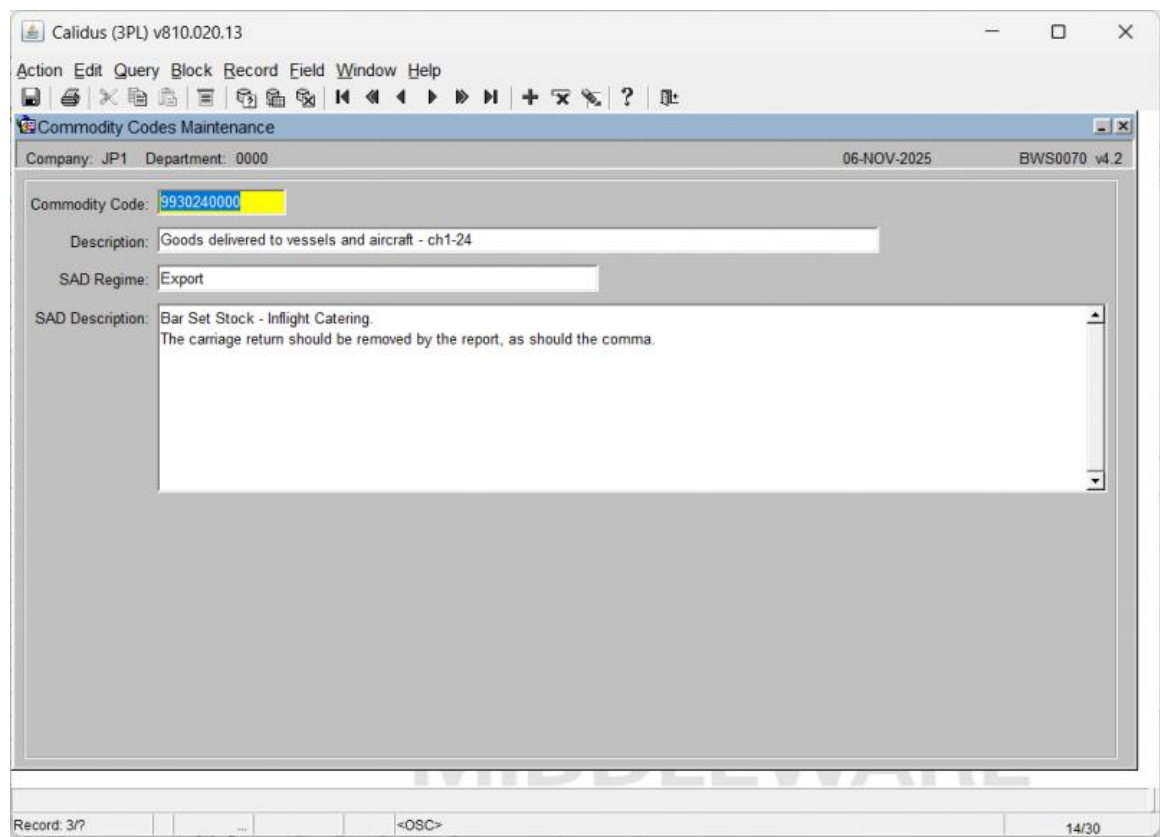 Calidus (3PL) v810.020.13
Action Edit Query Block Record Field Window Help
Commodity Codes Maintenance
Company: JP1 Department: 0000 06-NOV-2025 BWS0070 v4.2
Commodity Code: 9930240000
Description: Goods delivered to vessels and aircraft - ch1-24
SAD Regime: Export
SAD Description: Bar Set Stock - Inflight Catering.
The carriage return should be removed by the report, as should the comma.
MIDDLEWARE
Record: 3/? ... <OSC> 14/30